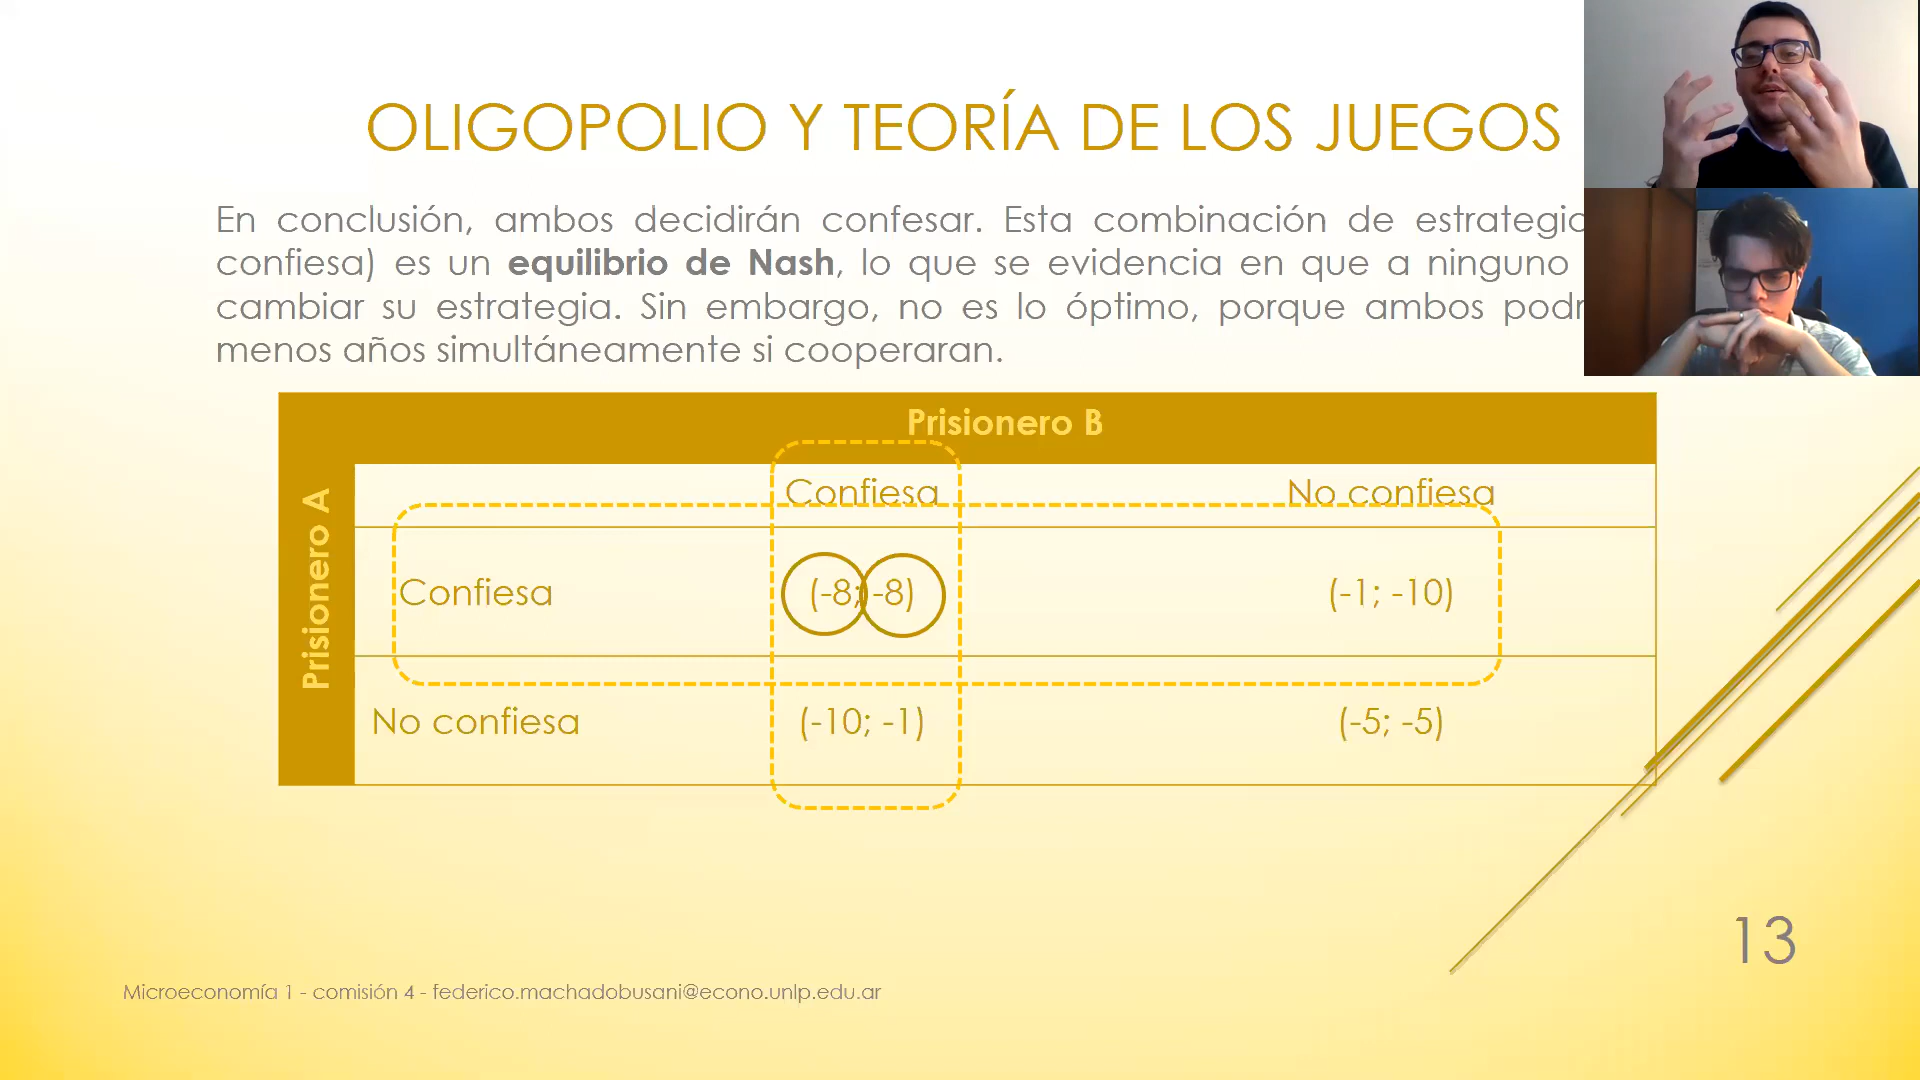 OLIGOPOLIO Y TEORÍA DE LOS JUEGOS
En conclusión, ambos decidirán confesar. Esta combinación de
confiesa) es un equilibrio de Nash, lo que se evidencia en que a ninguno
cambiar su estrategia. Sin embargo, no es lo óptimo, porque ambos
menos años simultáneamente si cooperaran.
Prisionero B
Prisionero A
Confiesa No confiesa
Confiesa (-8; -8) (-1; -10)
No confiesa (-10; -1) (-5; -5)
13
Microeconomía 1 - comisión 4 - federico.machadobusani@econo.unlp.edu.ar